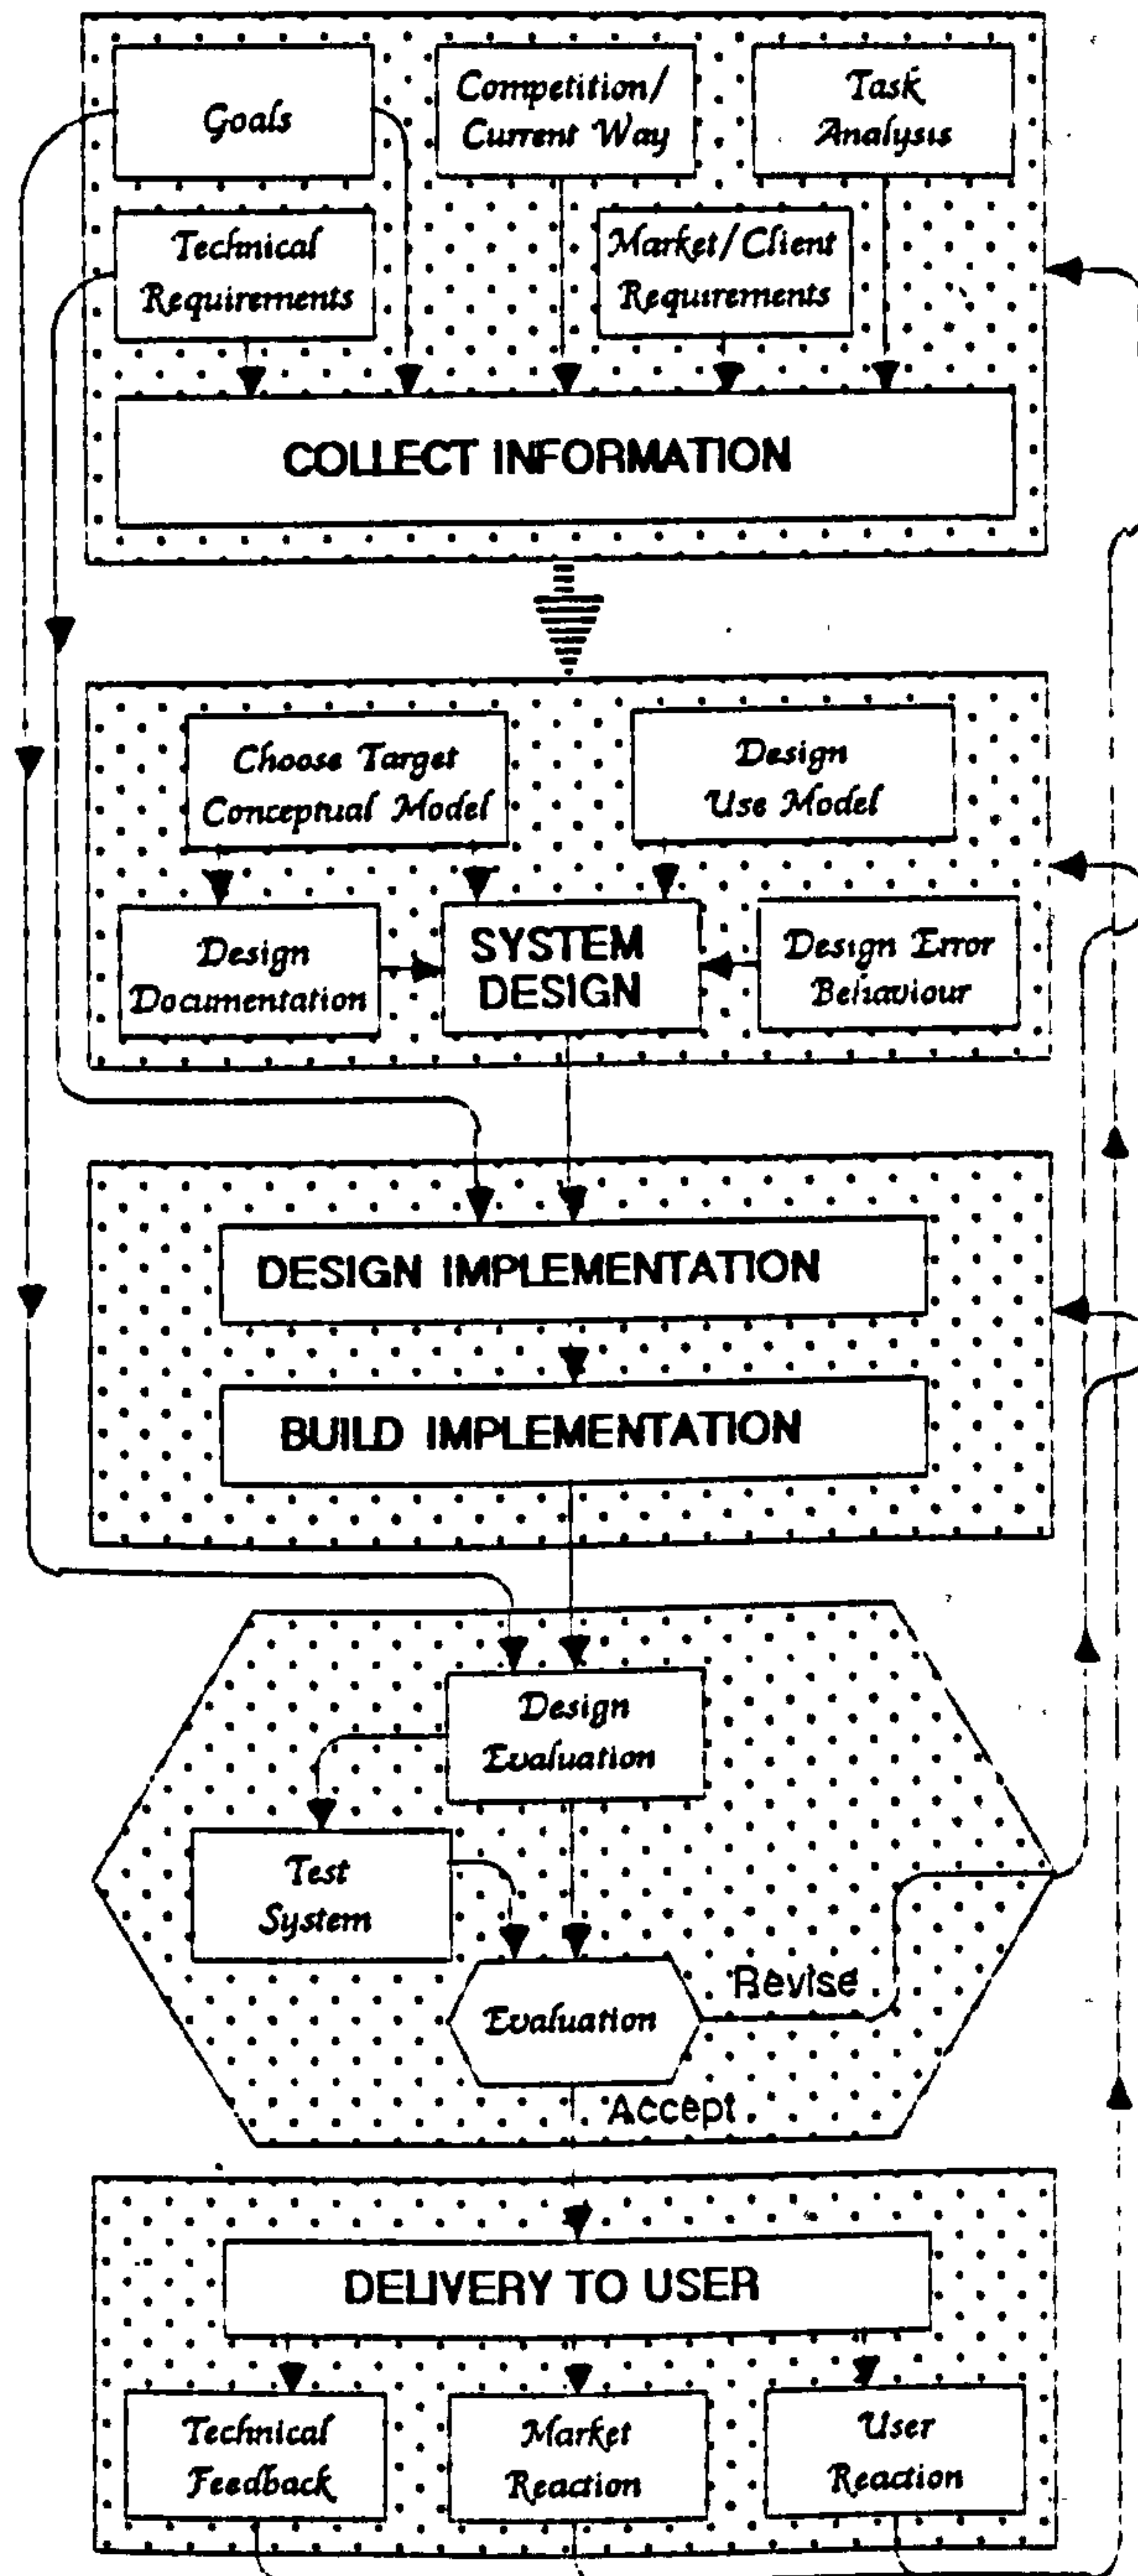 Goals
Competition/
Current Way
Task
Analysis
Technical
Requirements
Market/Client
Requirements
COLLECT INFORMATION
Choose Target
Conceptual Model
Design
Use Model
Design
Documentation
SYSTEM
DESIGN
Design Error
Behaviour
DESIGN IMPLEMENTATION
BUILD IMPLEMENTATION
Design
Evaluation
Test
System
Evaluation
Revise
Accept
DELIVERY TO USER
Technical
Feedback
Market
Reaction
User
Reaction